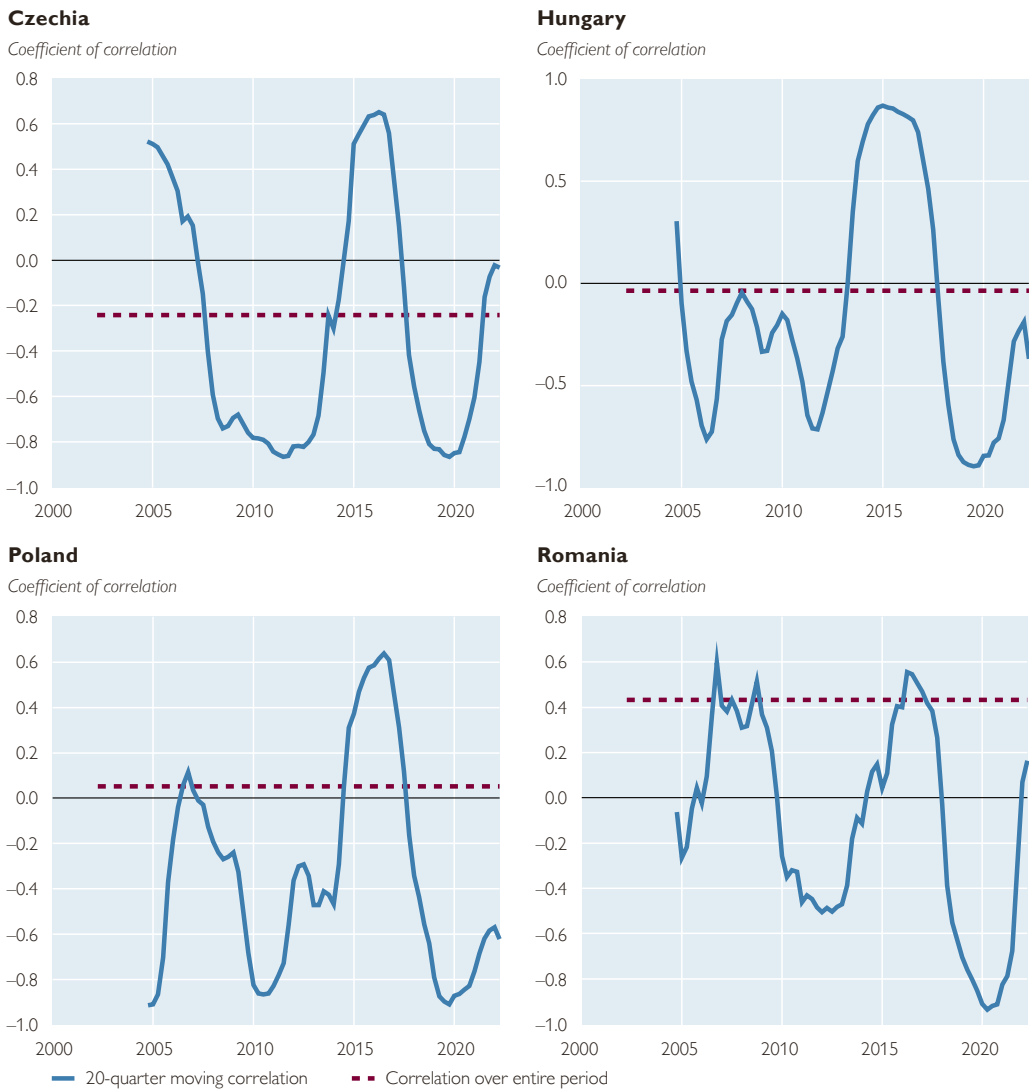 Czechia
Coefficient of correlation
0.8
0.6
0.4
0.2
0.0
–0.2
–0.4
–0.6
–0.8
–1.0
2000 2005 2010 2015 2020
Hungary
Coefficient of correlation
1.0
0.5
0.0
–0.5
–1.0
2000 2005 2010 2015 2020
Poland
Coefficient of correlation
0.8
0.6
0.4
0.2
0.0
–0.2
–0.4
–0.6
–0.8
–1.0
2000 2005 2010 2015 2020
Romania
Coefficient of correlation
0.8
0.6
0.4
0.2
0.0
–0.2
–0.4
–0.6
–0.8
–1.0
2000 2005 2010 2015 2020
20-quarter moving correlation Correlation over entire period